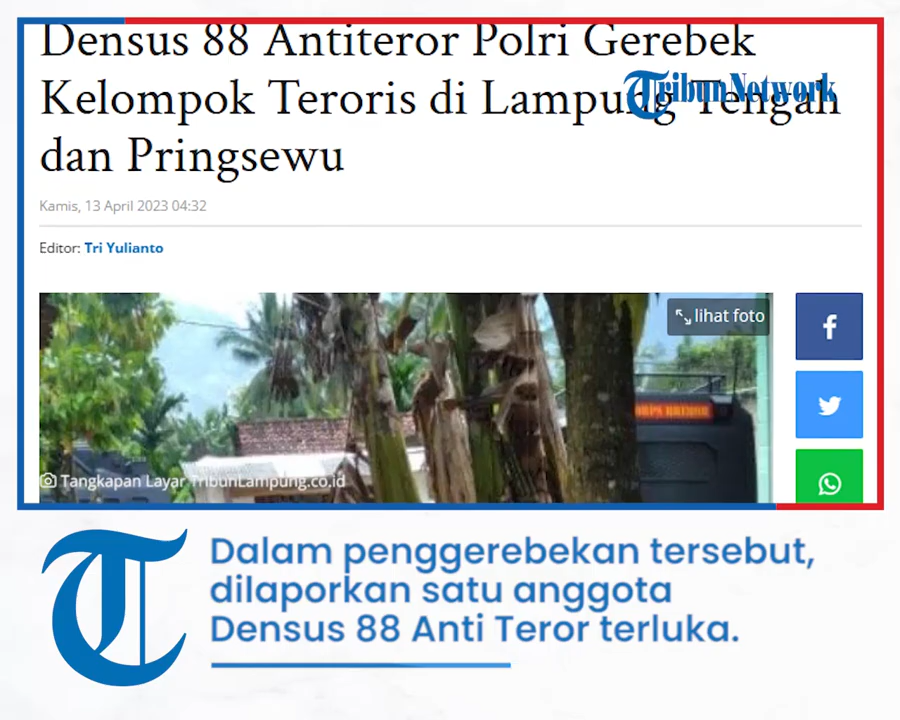 Densus 88 Antiteror Polri Gerebek
Kelompok Teroris di Lampung Tengah
Tribun Network
dan Pringsewu
Kamis, 13 April 2023 04:32
Editor: Tri Yulianto
lihat foto
Tangkapan Layar TribunLampung.co.id
Dalam penggerebekan tersebut,
dilaporkan satu anggota
Densus 88 Anti Teror terluka.